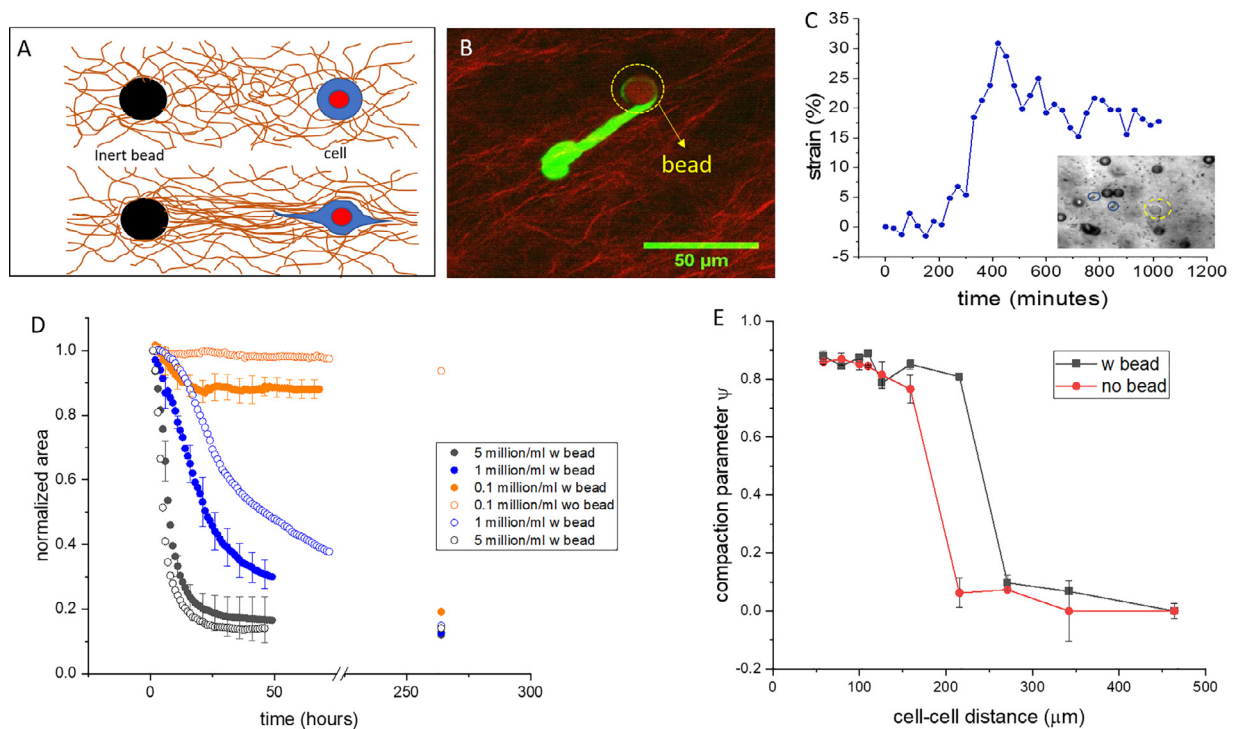 A
Inert bead
cell
B
bead
50 µm
C
35
30
25
20
15
10
5
0
-5
strain (%)
0
200
400
600
800
1000
1200
time (minutes)
D
1.0
0.8
0.6
0.4
0.2
0.0
normalized area
0
50
250
300
time (hours)
5 million/ml w bead
1 million/ml w bead
0.1 million/ml w bead
0.1 million/ml wo bead
1 million/ml w bead
5 million/ml w bead
E
1.0
0.8
0.6
0.4
0.2
0.0
-0.2
compaction parameter ψ
w bead
no bead
0
100
200
300
400
500
cell-cell distance (µm)